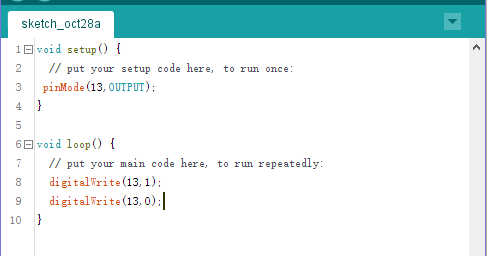 sketch_oct28a
1 void setup() {
2 // put your setup code here, to run once:
3 pinMode(13,OUTPUT);
4 }
5
6 void loop() {
7 // put your main code here, to run repeatedly:
8 digitalWrite(13,1);
9 digitalWrite(13,0);
10 }